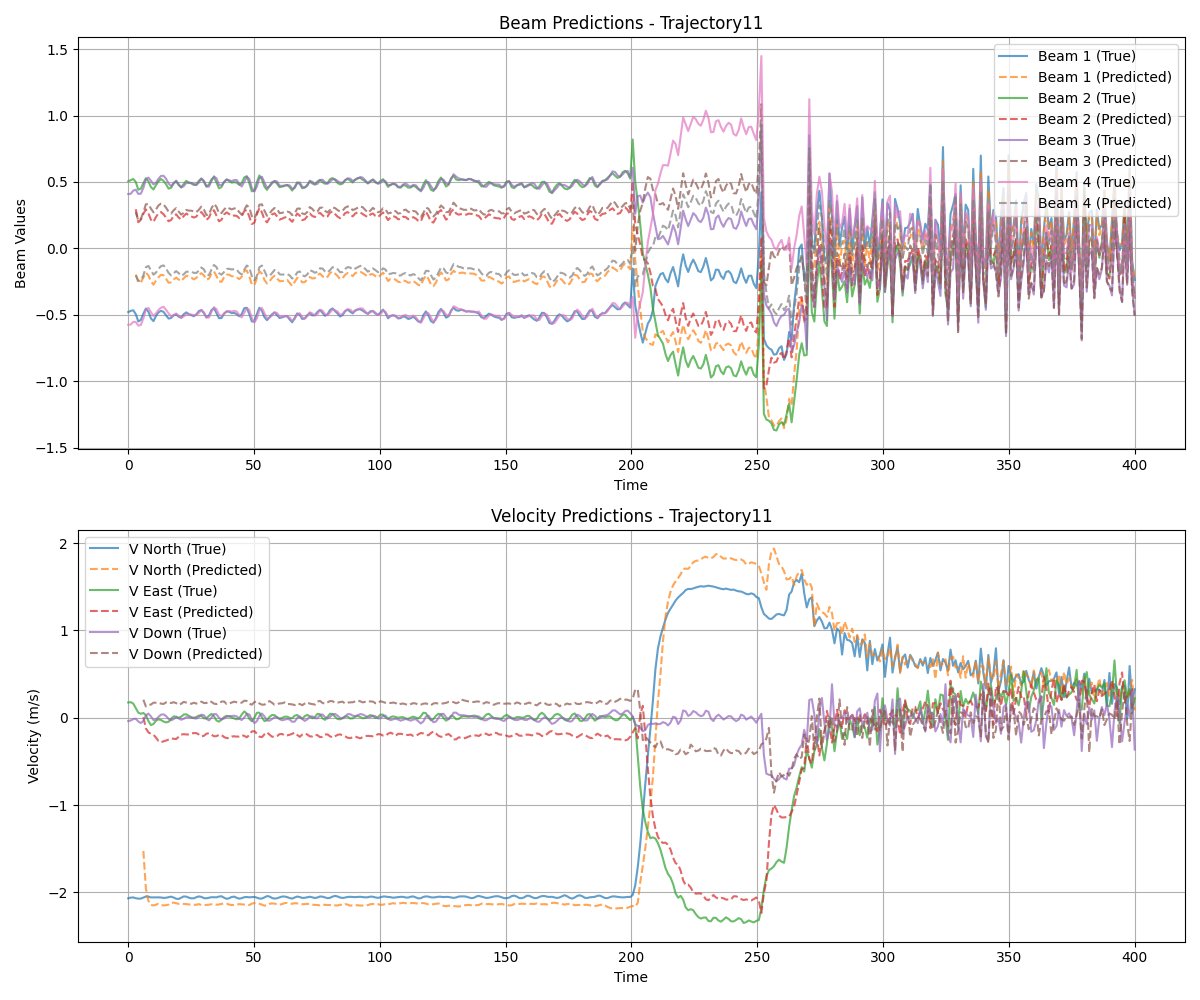 Beam Predictions - Trajectory11
Beam Values
1.5
1.0
0.5
0.0
−0.5
−1.0
−1.5
Beam 1 (True)
Beam 1 (Predicted)
Beam 2 (True)
Beam 2 (Predicted)
Beam 3 (True)
Beam 3 (Predicted)
Beam 4 (True)
Beam 4 (Predicted)
0 50 100 150 200 250 300 350 400
Time
Velocity Predictions - Trajectory11
Velocity (m/s)
2
1
0
−1
−2
V North (True)
V North (Predicted)
V East (True)
V East (Predicted)
V Down (True)
V Down (Predicted)
0 50 100 150 200 250 300 350 400
Time